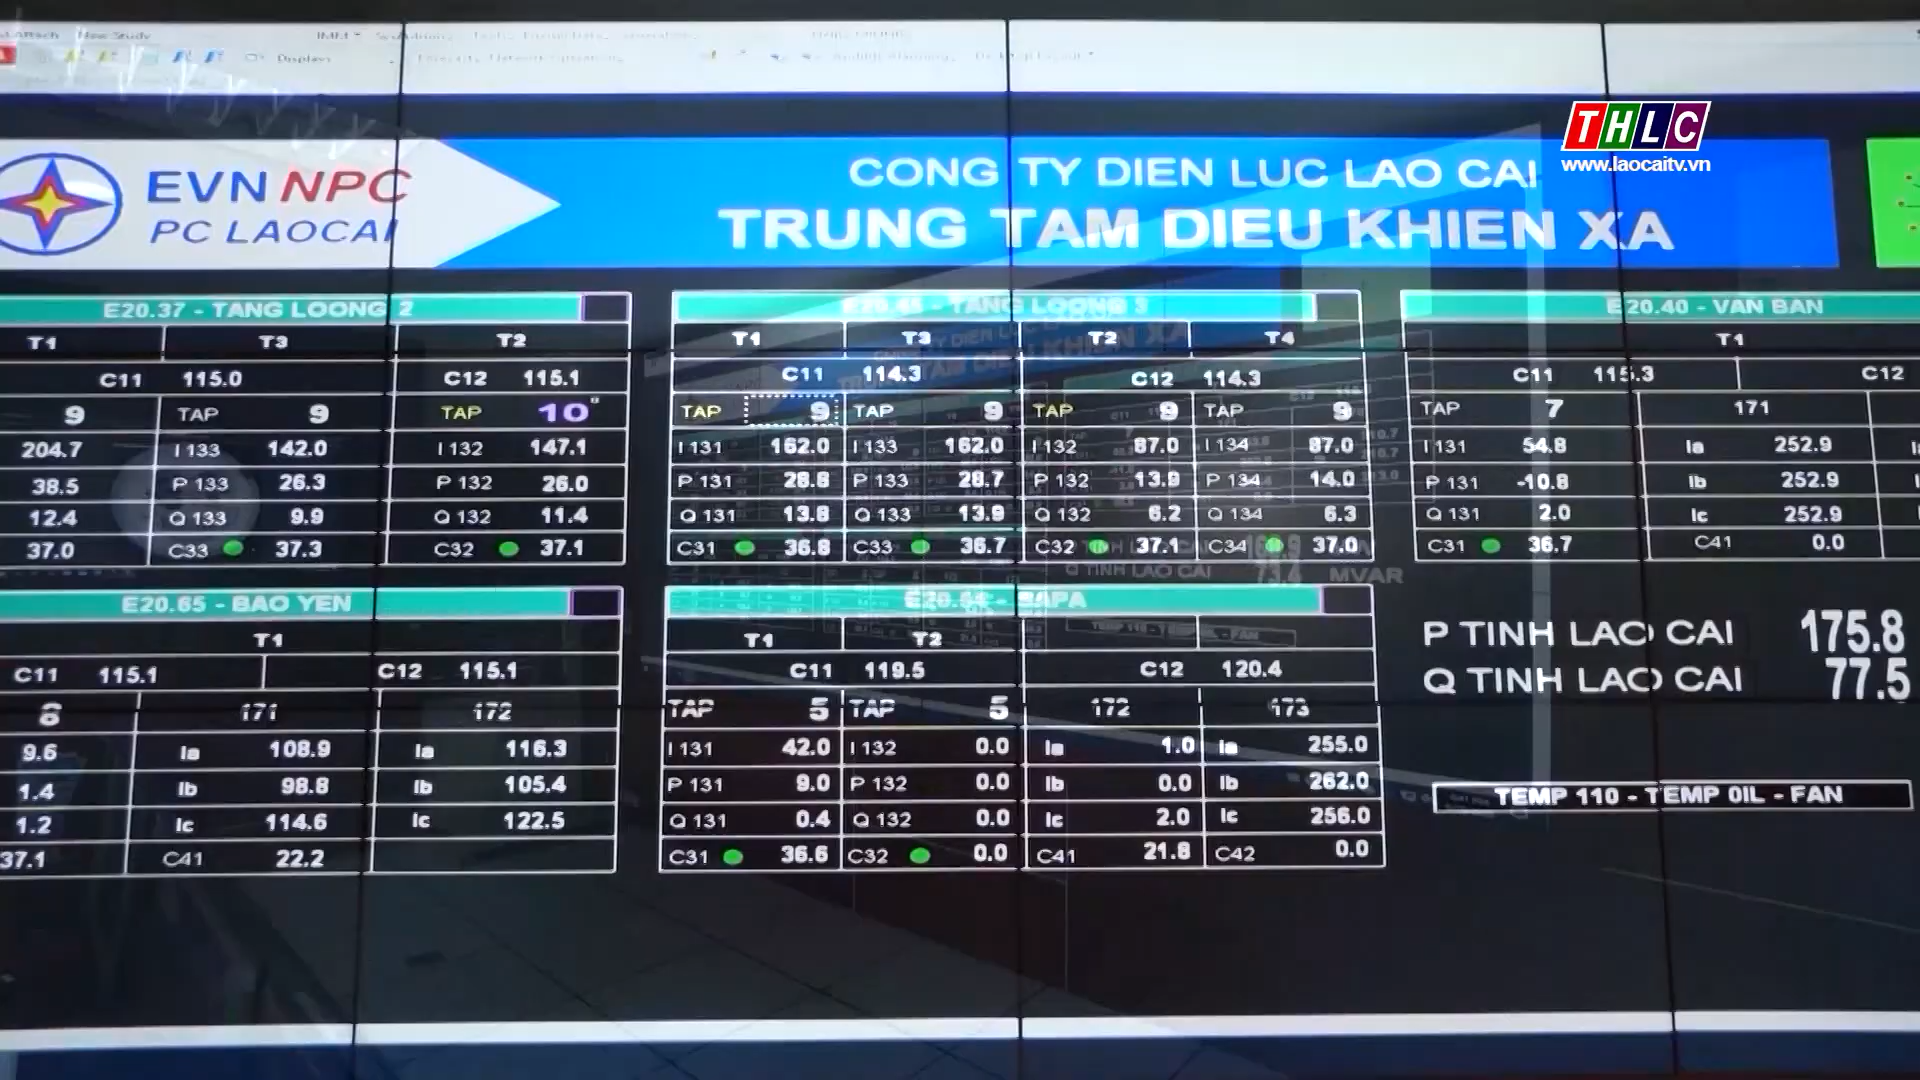 New Study
Displays
THLC
www.laocaitv.vn
EVN NPC
PC LAOCAI
CONG TY DIEN LUC LAO CAI
TRUNG TAM DIEU KHIEN XA
E20.37 - TANG LOONG 2
T1 T3 T2
C11 115.0 C12 115.1
9 TAP 9 TAP 10
204.7 I 133 142.0 I 132 147.1
38.5 P 133 26.3 P 132 26.0
12.4 Q 133 9.9 Q 132 11.4
37.0 C33 37.3 C32 37.1
TANG LOONG 3
T1 T3 T2 T4
C11 114.3 C12 114.3
TAP 9 TAP 9 TAP 9 TAP 9
I 131 162.0 I 133 162.0 I 132 87.0 I 134 87.0
P 131 28.8 P 133 28.7 P 132 13.9 P 134 14.0
Q 131 13.8 Q 133 13.9 Q 132 6.2 Q 134 6.3
C31 36.8 C33 36.7 C32 37.1 C34 37.0
E20.40 - VAN BAN
T1
C11 115.3 C12
TAP 7 171
I 131 54.8 Ia 252.9
P 131 -10.8 Ib 252.9
Q 131 2.0 Ic 252.9
C31 36.7 C41 0.0
Q TINH LAO CAI 73.4 MVAR
E20.65 - BAO YEN
T1
C11 115.1 C12 115.1
8 171 172
9.6 Ia 108.9 Ia 116.3
1.4 Ib 98.8 Ib 105.4
1.2 Ic 114.6 Ic 122.5
37.1 C41 22.2
SAPA
T1 T2
C11 119.5 C12 120.4
TAP 5 TAP 5 172 173
I 131 42.0 I 132 0.0 Ia 1.0 Ia 255.0
P 131 9.0 P 132 0.0 Ib 0.0 Ib 262.0
Q 131 0.4 Q 132 0.0 Ic 2.0 Ic 256.0
C31 36.6 C32 0.0 C41 21.8 C42 0.0
P TINH LAO CAI 175.8
Q TINH LAO CAI 77.5
TEMP 110 - TEMP OIL - FAN